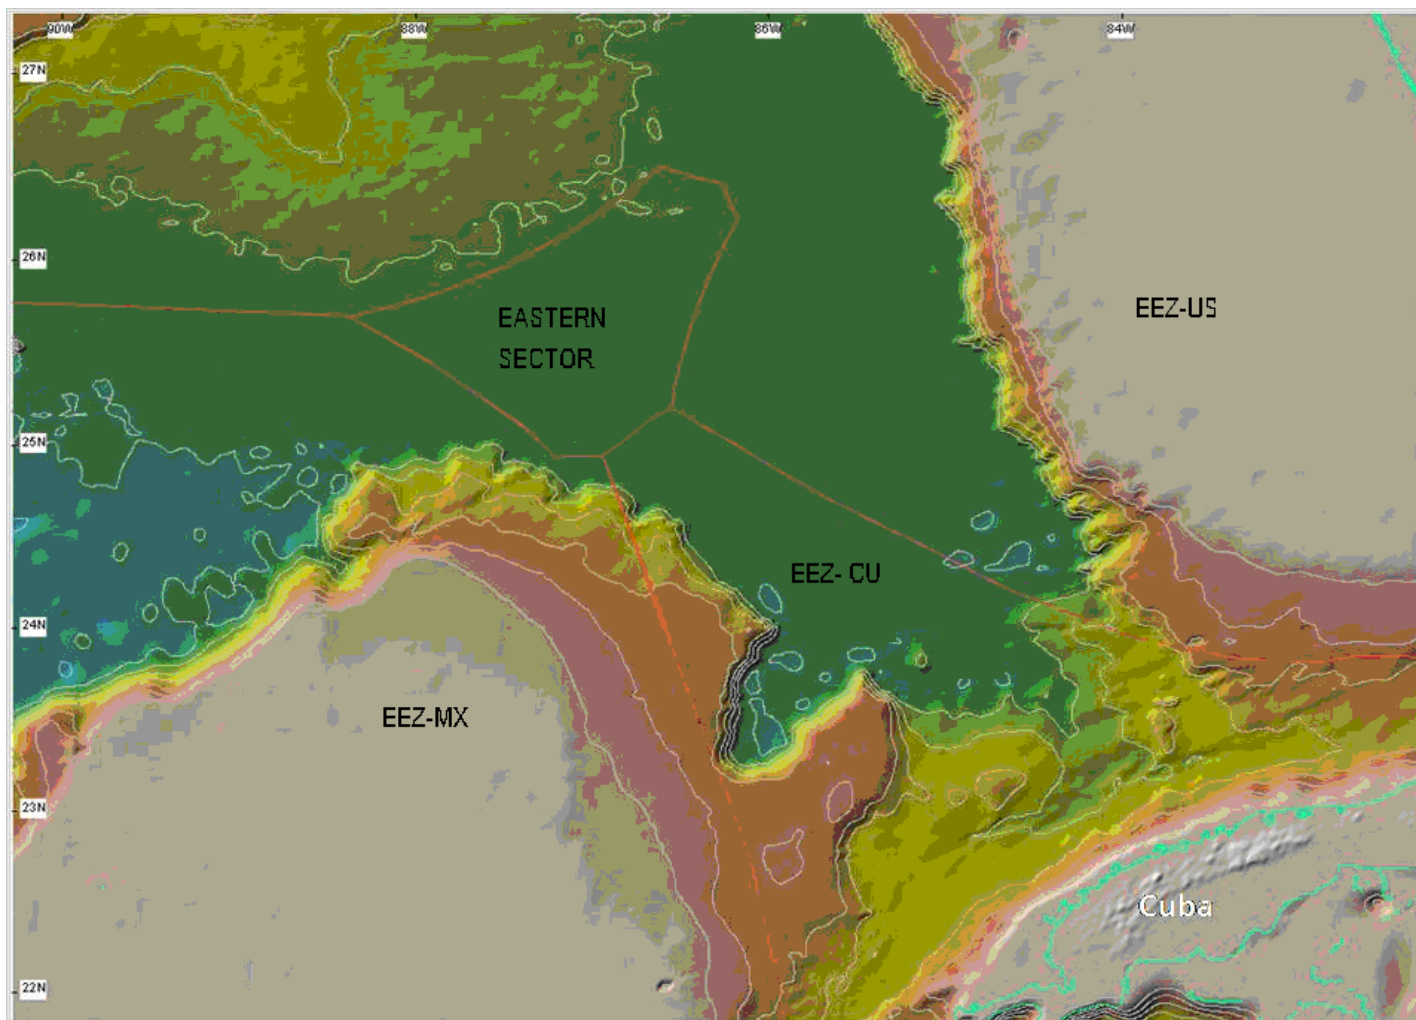 90W
88W
86W
84W
27N
26N
EEZ-US
EASTERN
SECTOR
25N
EEZ- CU
24N
EEZ-MX
23N
Cuba
22N